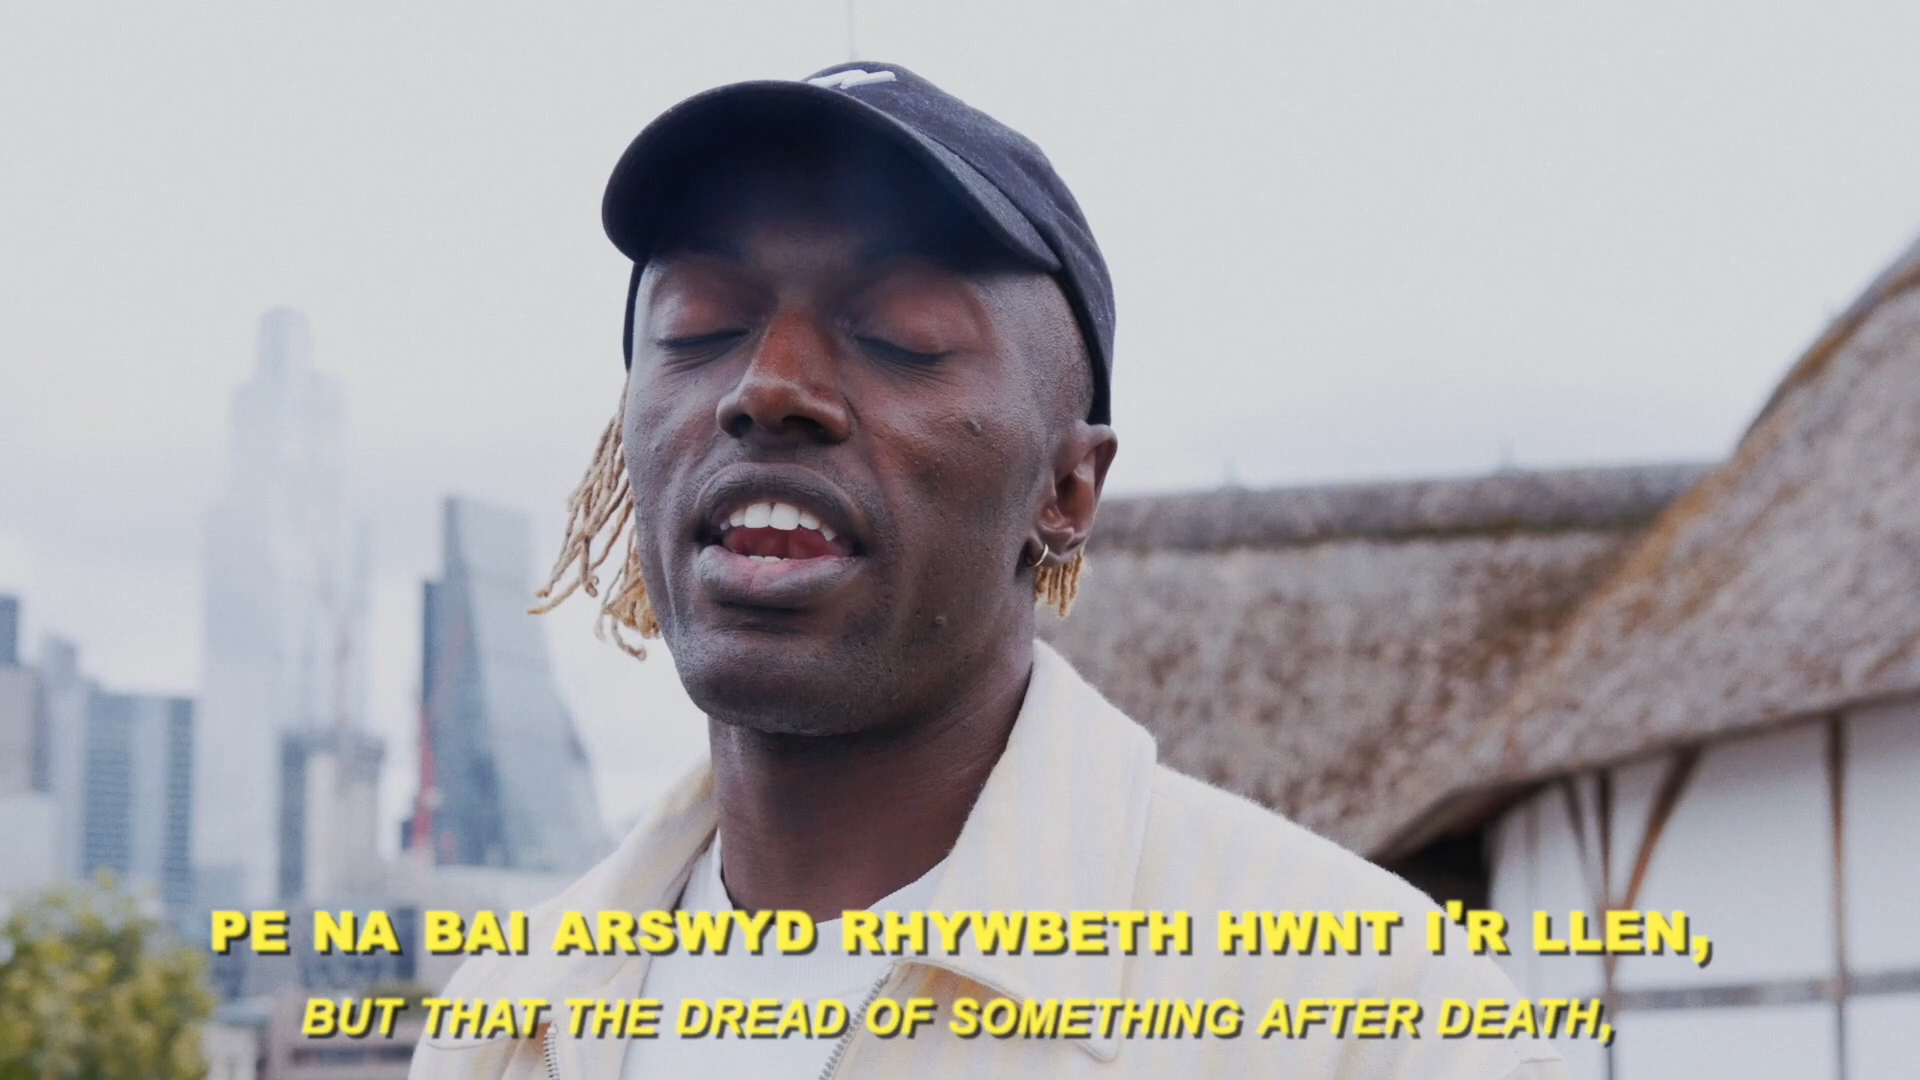 PE NA BAI ARSWYD RHYWBETH HWNT I'R LLEN,
BUT THAT THE DREAD OF SOMETHING AFTER DEATH,